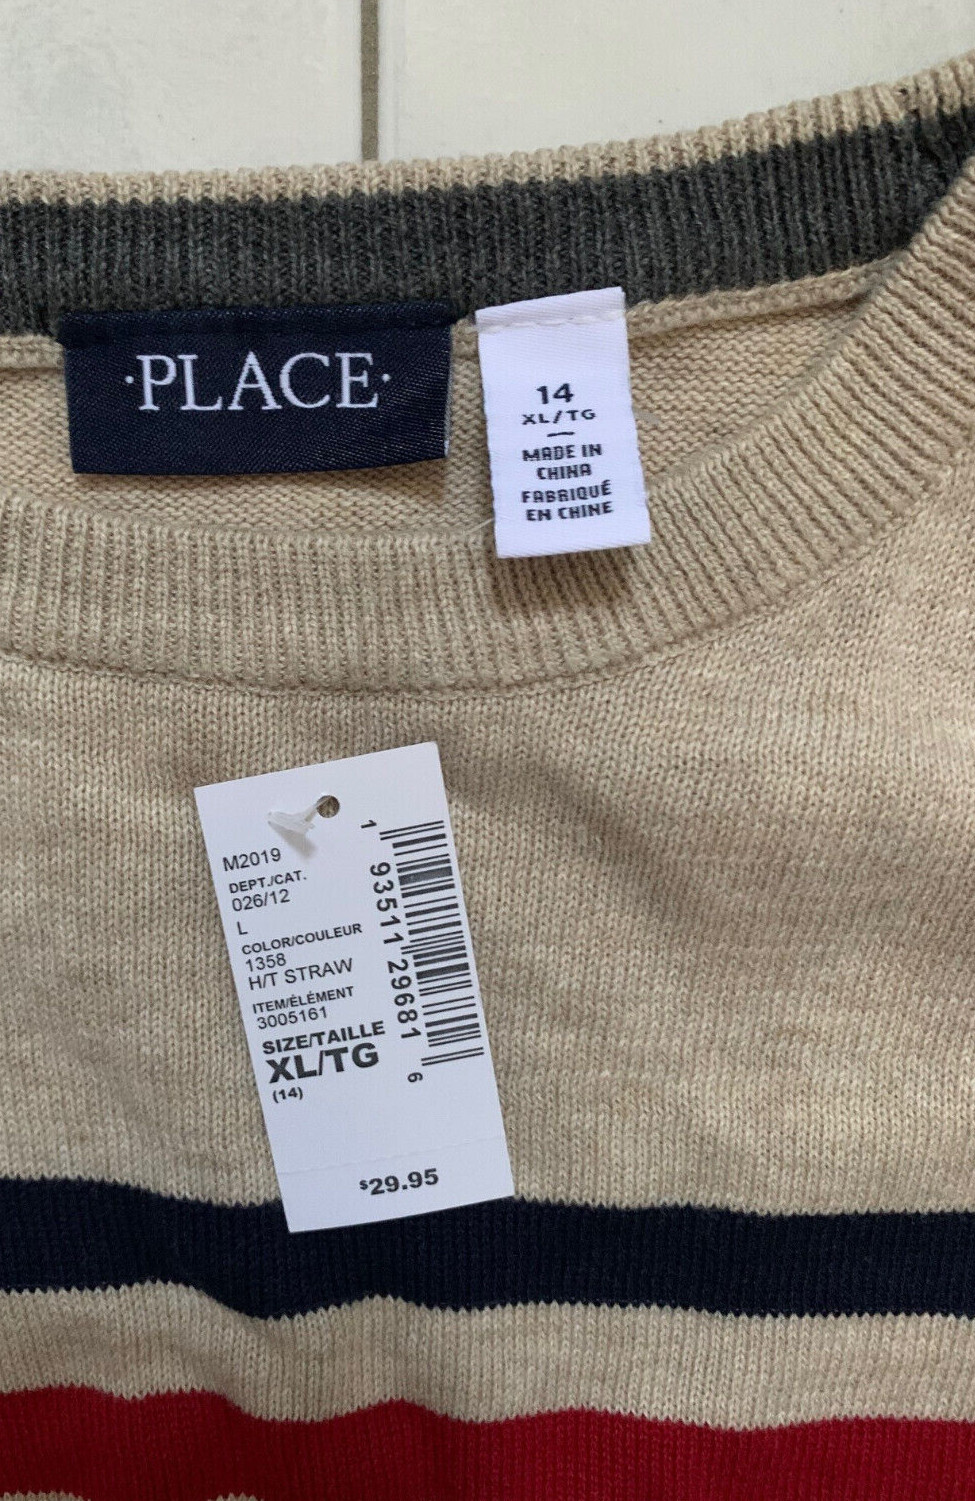 ·PLACE·
14
XL/TG
MADE IN
CHINA
FABRIQUÉ
EN CHINE
M2019
DEPT./CAT.
026/12
L
COLOR/COULEUR
1358
H/T STRAW
ITEM/ÉLÉMENT
3005161
SIZE/TAILLE
XL/TG
(14)
1 93511 29681 6
$29.95